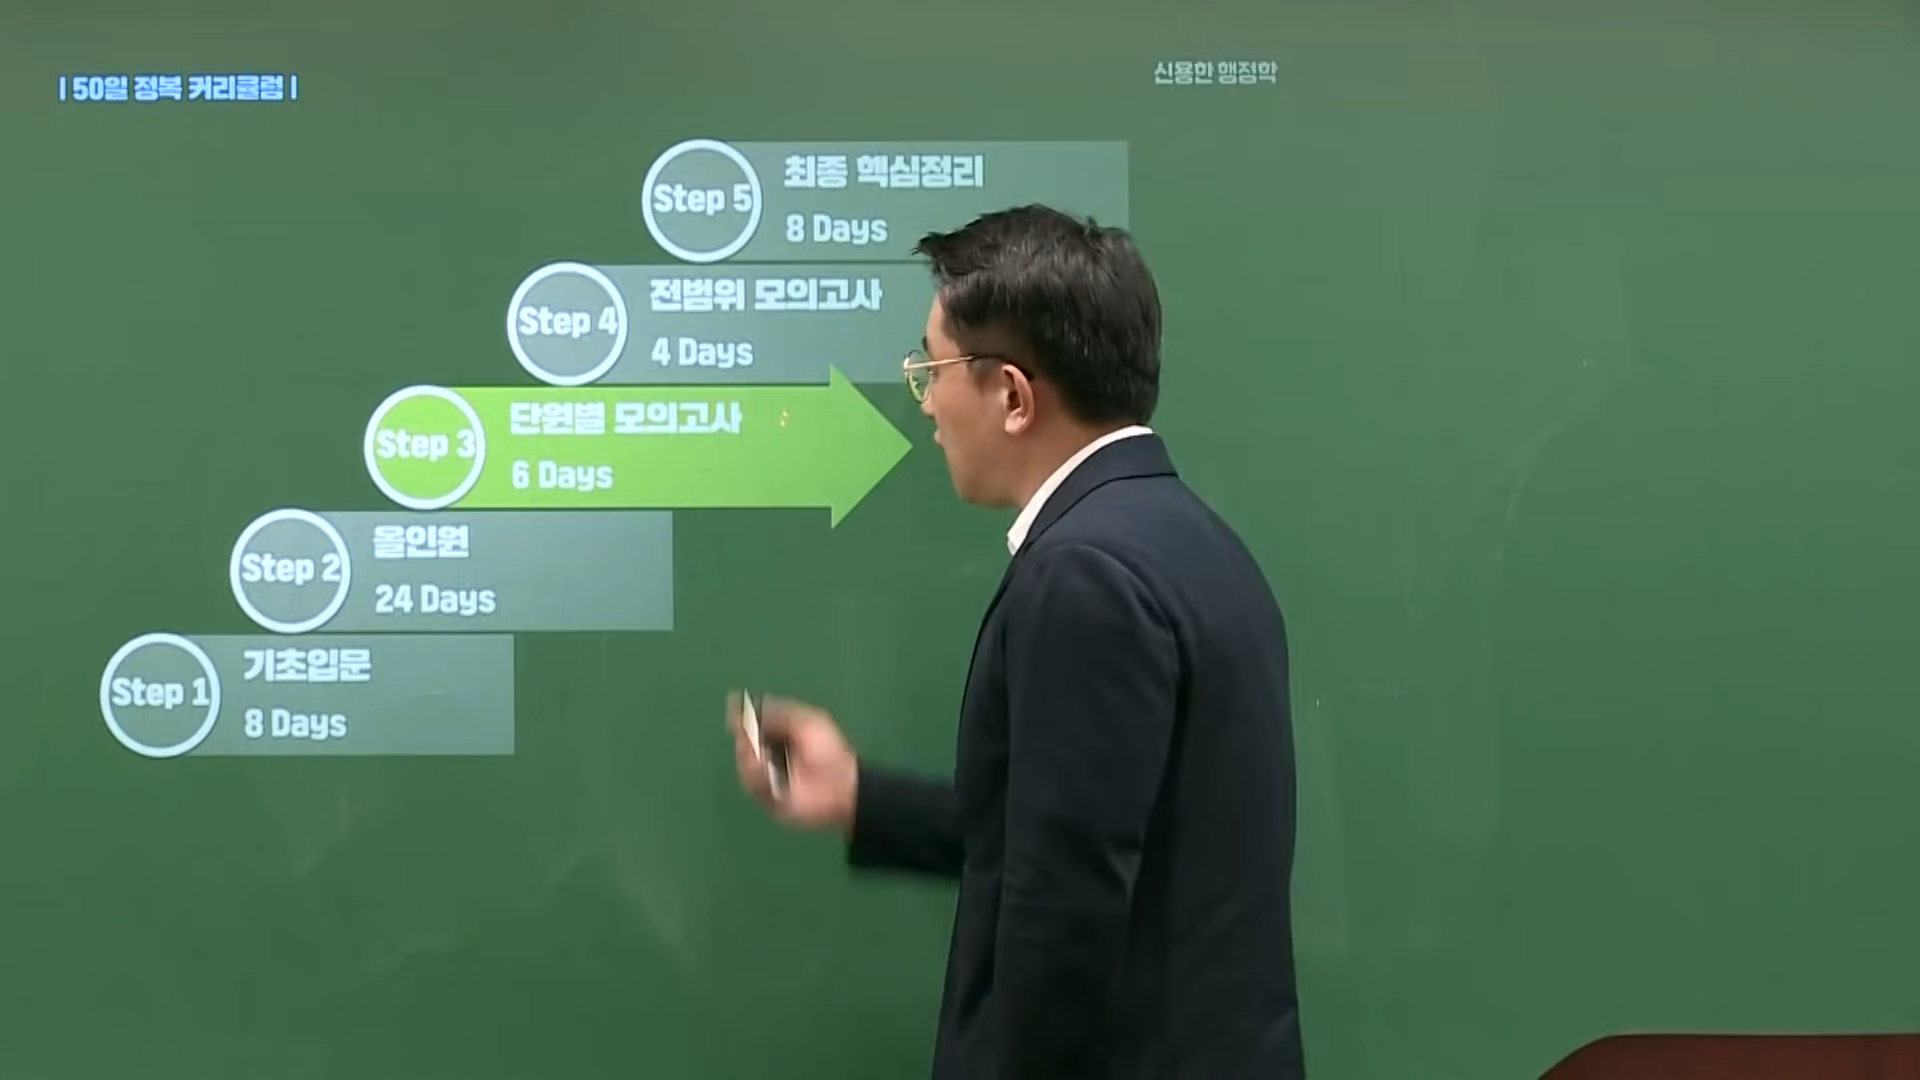 | 50일 정복 커리큘럼 |
신용한 행정학
Step 5
최종 핵심정리
8 Days
Step 4
전범위 모의고사
4 Days
Step 3
단원별 모의고사
6 Days
Step 2
올인원
24 Days
Step 1
기초입문
8 Days